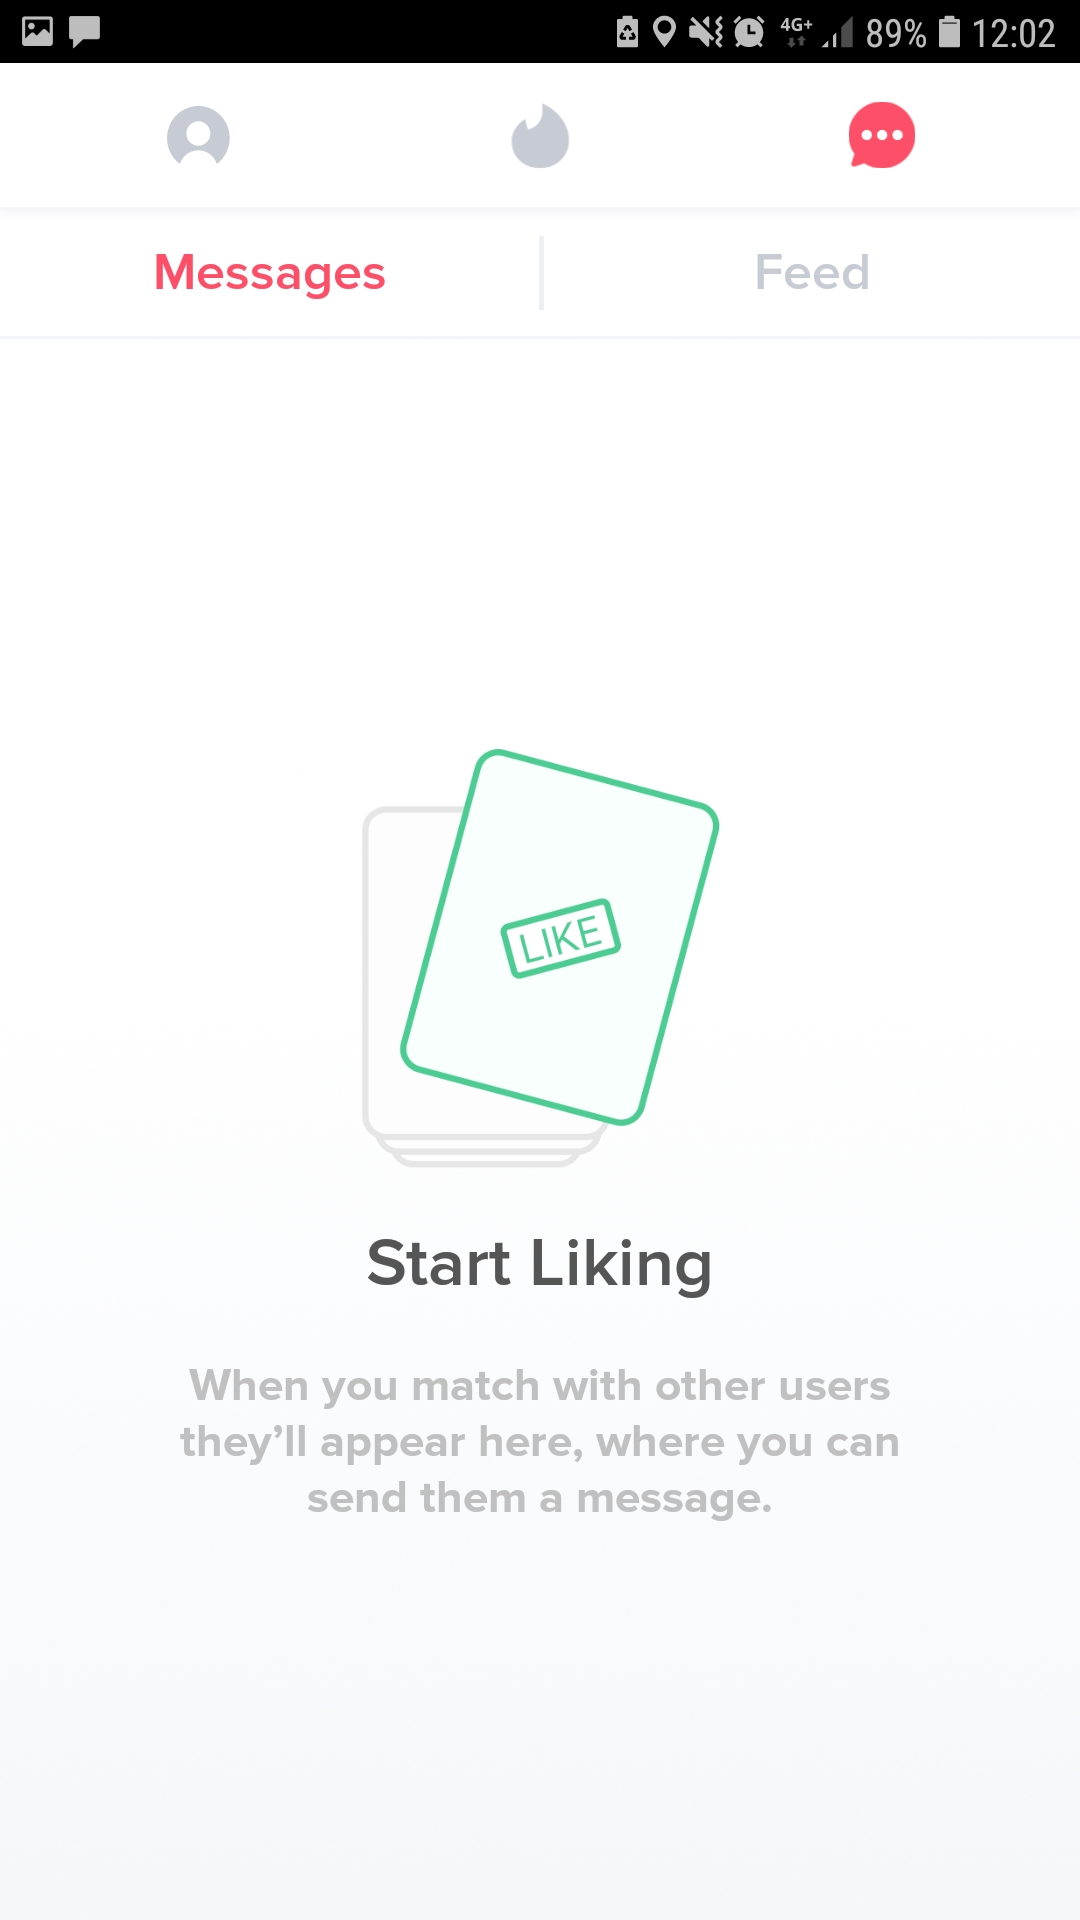 4G+ 89% 12:02
Messages Feed
LIKE
Start Liking
When you match with other users
they’ll appear here, where you can
send them a message.